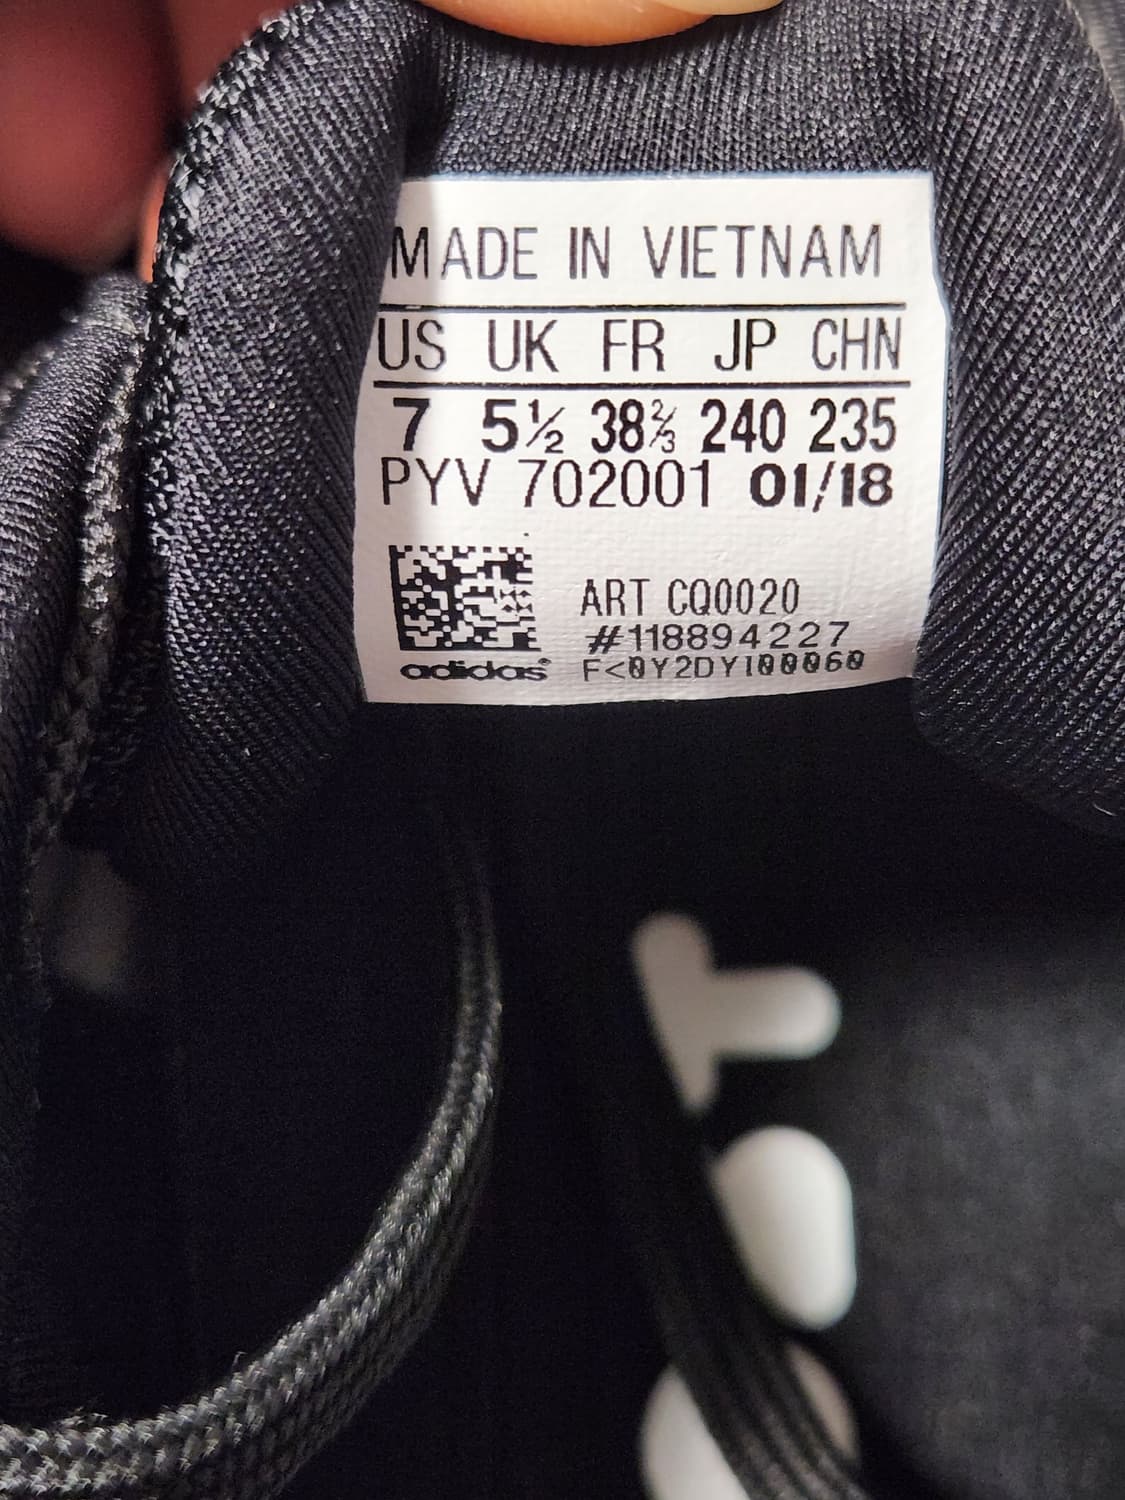 MADE IN VIETNAM
US UK FR JP CHN
7 5½ 38⅔ 240 235
PYV 702001 01/18
ART CQ0020
#118894227
adidas® F<0Y2DYI00060